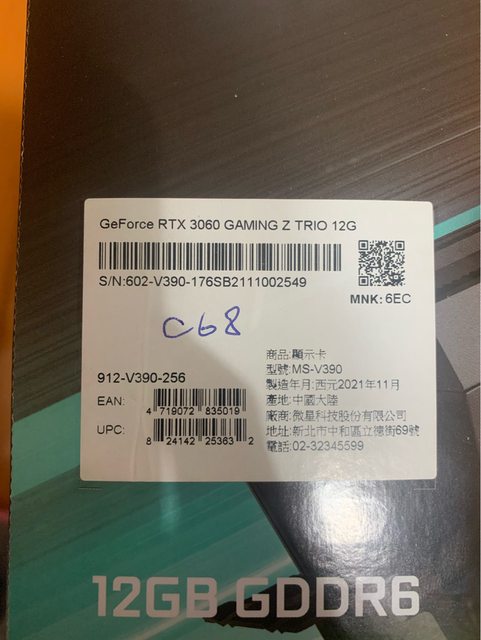 GeForce RTX 3060 GAMING Z TRIO 12G
S/N:602-V390-176SB2111002549
MNK: 6EC
C68
912-V390-256
EAN:
4 719072 835019
UPC:
8 24142 25363 2
商品:顯示卡
型號:MS-V390
製造年月:西元2021年11月
產地:中國大陸
廠商:微星科技股份有限公司
地址:新北市中和區立德街69號
電話:02-32345599
12GB GDDR6